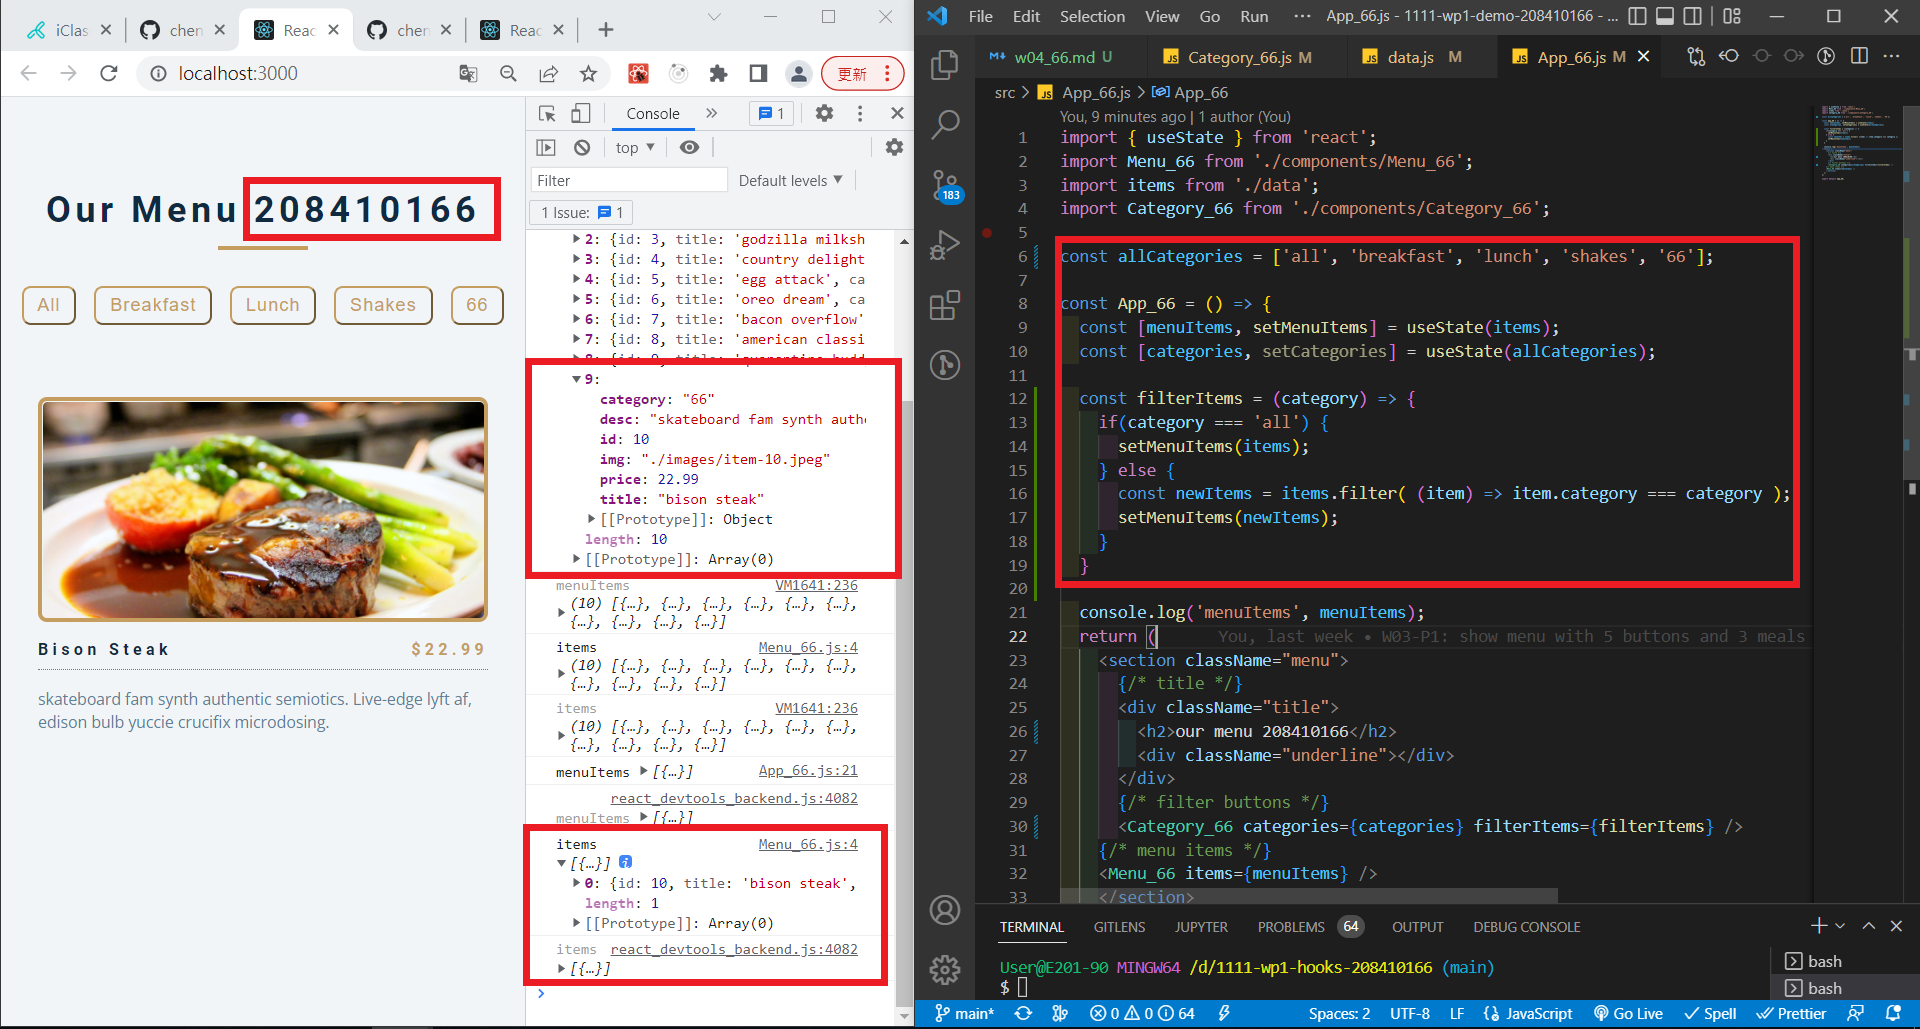 iClas
chen
Reac
chen
Reac
localhost:3000
更新
Our Menu 208410166
All
Breakfast
Lunch
Shakes
66
Bison Steak
$22.99
skateboard fam synth authentic semiotics. Live-edge lyft af,
edison bulb yuccie crucifix microdosing.
Console
1
top
Filter
Default levels
1 Issue: 1
2: {id: 3, title: 'godzilla milksh
3: {id: 4, title: 'country delight
4: {id: 5, title: 'egg attack', ca
5: {id: 6, title: 'oreo dream', ca
6: {id: 7, title: 'bacon overflow'
7: {id: 8, title: 'american classi
9:
category: "66"
desc: "skateboard fam synth auth
id: 10
img: "./images/item-10.jpeg"
price: 22.99
title: "bison steak"
[[Prototype]]: Object
length: 10
[[Prototype]]: Array(0)
menuItems VM1641:236
(10) [{…}, {…}, {…}, {…}, {…}, {…},
{…}, {…}, {…}, {…}]
items Menu_66.js:4
(10) [{…}, {…}, {…}, {…}, {…}, {…},
{…}, {…}, {…}, {…}]
items VM1641:236
(10) [{…}, {…}, {…}, {…}, {…}, {…},
{…}, {…}, {…}, {…}]
menuItems [{…}] App_66.js:21
react_devtools_backend.js:4082
menuItems [{…}]
items Menu_66.js:4
[{…}]
0: {id: 10, title: 'bison steak',
length: 1
[[Prototype]]: Array(0)
items react_devtools_backend.js:4082
[{…}]
File Edit Selection View Go Run ··· App_66.js - 1111-wp1-demo-208410166 - ...
w04_66.md U
Category_66.js M
data.js M
App_66.js M
src > App_66.js > App_66
You, 9 minutes ago | 1 author (You)
1 import { useState } from 'react';
2 import Menu_66 from './components/Menu_66';
3 import items from './data';
4 import Category_66 from './components/Category_66';
5
6 const allCategories = ['all', 'breakfast', 'lunch', 'shakes', '66'];
7
8 const App_66 = () => {
9 const [menuItems, setMenuItems] = useState(items);
10 const [categories, setCategories] = useState(allCategories);
11
12 const filterItems = (category) => {
13 if(category === 'all') {
14 setMenuItems(items);
15 } else {
16 const newItems = items.filter( (item) => item.category === category );
17 setMenuItems(newItems);
18 }
19 }
20
21 console.log('menuItems', menuItems);
22 return ( You, last week • W03-P1: show menu with 5 buttons and 3 meals
23 <section className="menu">
24 {/* title */}
25 <div className="title">
26 <h2>our menu 208410166</h2>
27 <div className="underline"></div>
28 </div>
29 {/* filter buttons */}
30 <Category_66 categories={categories} filterItems={filterItems} />
31 {/* menu items */}
32 <Menu_66 items={menuItems} />
33 </section>
183
TERMINAL GITLENS JUPYTER PROBLEMS 64 OUTPUT DEBUG CONSOLE
User@E201-90 MINGW64 /d/1111-wp1-hooks-208410166 (main)
$
bash
bash
main* 0 0 64 Spaces: 2 UTF-8 LF JavaScript Go Live Spell Prettier